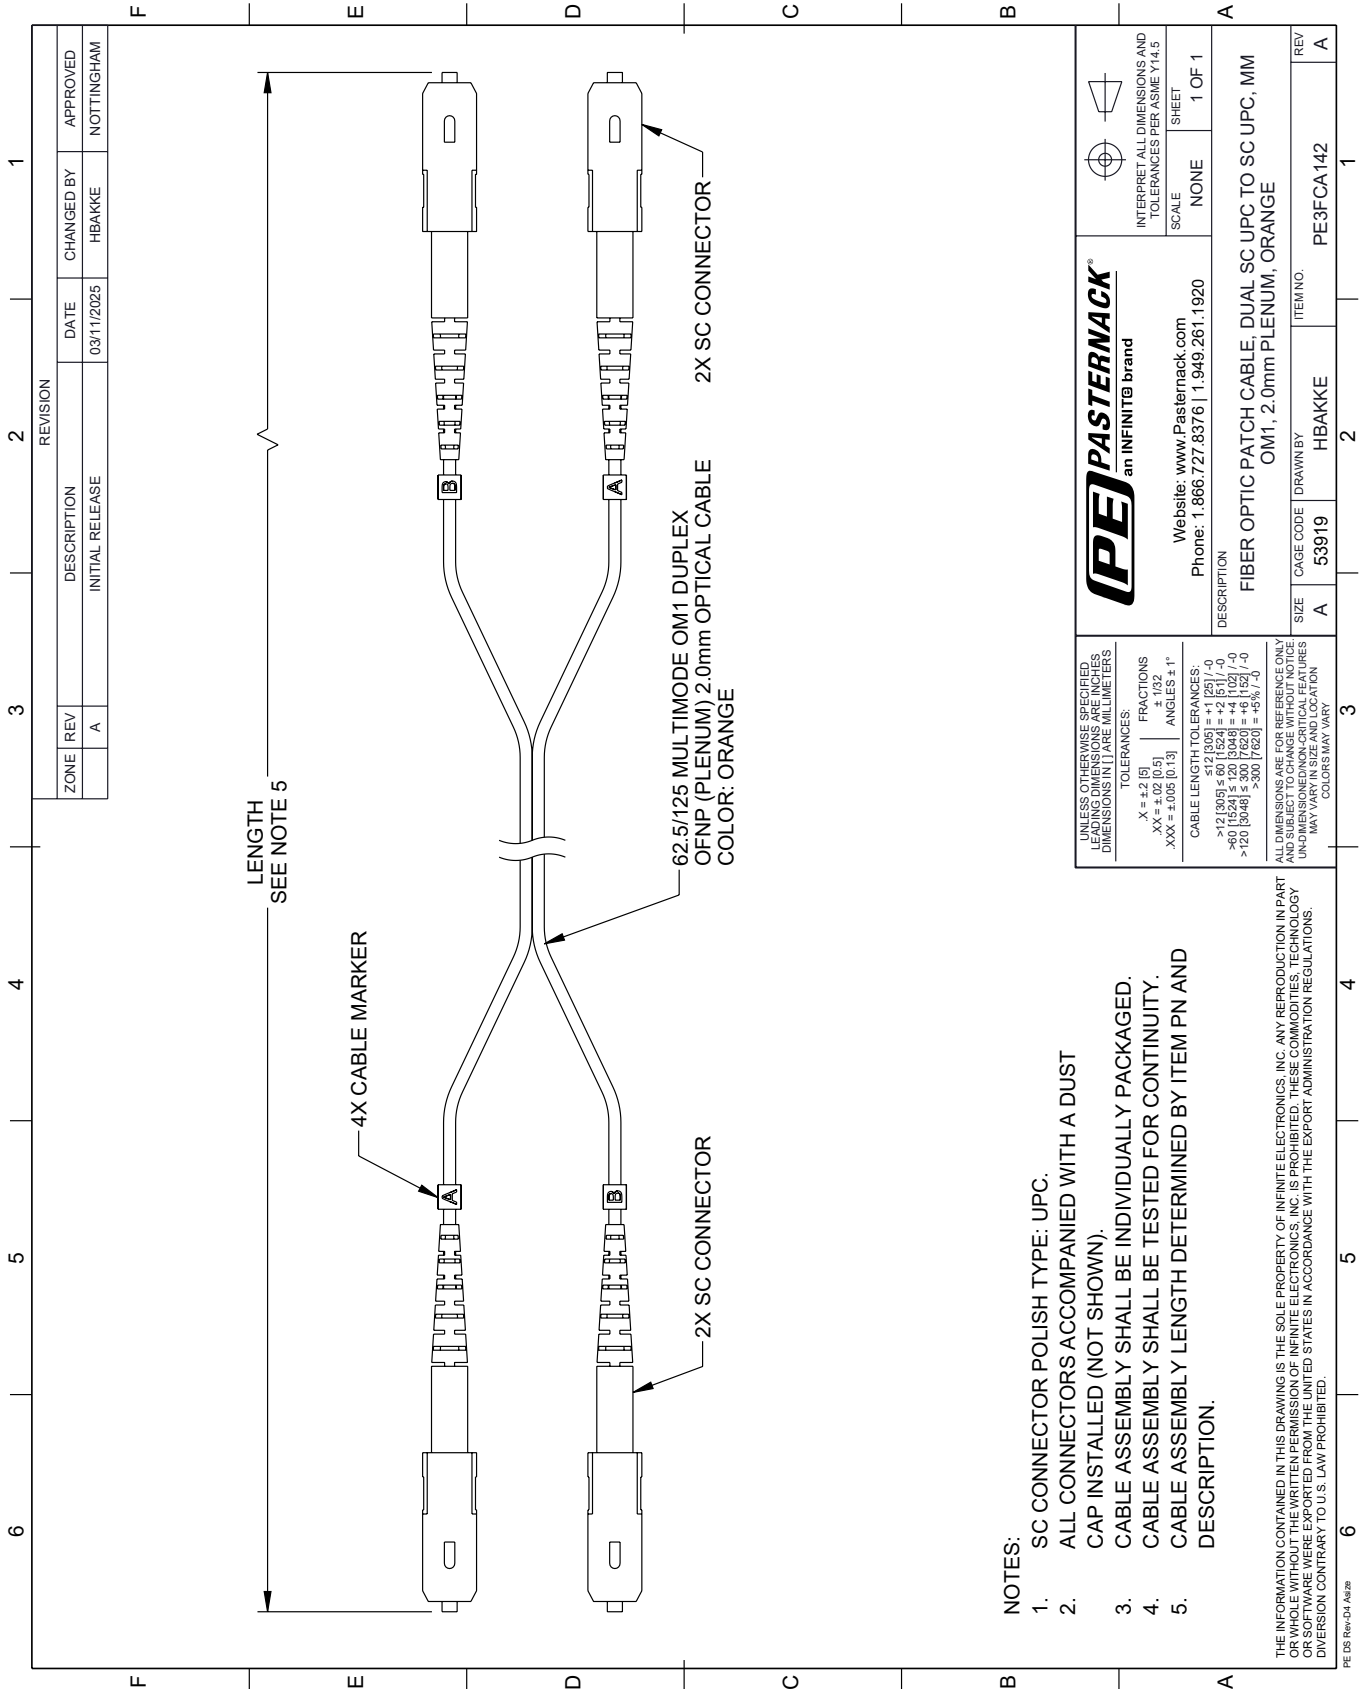 6
5
4
3
2
1
F
E
D
C
B
A
REVISION
ZONE REV DESCRIPTION DATE CHANGED BY APPROVED
A INITIAL RELEASE 03/11/2025 HBAKKE NOTTINGHAM
LENGTH
SEE NOTE 5
4X CABLE MARKER
A
B
B
A
2X SC CONNECTOR
62.5/125 MULTIMODE OM1 DUPLEX
OFNP (PLENUM) 2.0mm OPTICAL CABLE
COLOR: ORANGE
2X SC CONNECTOR
NOTES:
1. SC CONNECTOR POLISH TYPE: UPC.
2. ALL CONNECTORS ACCOMPANIED WITH A DUST
CAP INSTALLED (NOT SHOWN).
3. CABLE ASSEMBLY SHALL BE INDIVIDUALLY PACKAGED.
4. CABLE ASSEMBLY SHALL BE TESTED FOR CONTINUITY.
5. CABLE ASSEMBLY LENGTH DETERMINED BY ITEM PN AND
DESCRIPTION.
THE INFORMATION CONTAINED IN THIS DRAWING IS THE SOLE PROPERTY OF INFINITE ELECTRONICS, INC. ANY REPRODUCTION IN PART
OR WHOLE WITHOUT THE WRITTEN PERMISSION OF INFINITE ELECTRONICS, INC. IS PROHIBITED. THESE COMMODITIES, TECHNOLOGY
OR SOFTWARE WERE EXPORTED FROM THE UNITED STATES IN ACCORDANCE WITH THE EXPORT ADMINISTRATION REGULATIONS.
DIVERSION CONTRARY TO U.S. LAW PROHIBITED.
UNLESS OTHERWISE SPECIFIED
LEADING DIMENSIONS ARE INCHES
DIMENSIONS IN [ ] ARE MILLIMETERS
TOLERANCES:
.X = ±.2 [5] FRACTIONS
.XX = ±.02 [0.5] ± 1/32
.XXX = ±.005 [0.13] ANGLES ± 1°
CABLE LENGTH TOLERANCES:
≤12 [305] = +1 [25] / -0
>12 [305] ≤ 60 [1524] = +2 [51] / -0
>60 [1524] ≤ 120 [3048] = +4 [102] / -0
>120 [3048] ≤ 300 [7620] = +6 [152] / -0
>300 [7620] = +5% / -0
ALL DIMENSIONS ARE FOR REFERENCE ONLY
AND SUBJECT TO CHANGE WITHOUT NOTICE.
UN-DIMENSIONED/NON-CRITICAL FEATURES
MAY VARY IN SIZE AND LOCATION
COLORS MAY VARY
PE PASTERNACK®
an INFINIT@ brand
Website: www.Pasternack.com
Phone: 1.866.727.8376 | 1.949.261.1920
INTERPRET ALL DIMENSIONS AND
TOLERANCES PER ASME Y14.5
SCALE SHEET
NONE 1 OF 1
DESCRIPTION
FIBER OPTIC PATCH CABLE, DUAL SC UPC TO SC UPC, MM
OM1, 2.0mm PLENUM, ORANGE
SIZE CAGE CODE DRAWN BY ITEM NO. REV
A 53919 HBAKKE PE3FCA142 A
F
E
D
C
B
A
6
5
4
3
2
1
PE DS Rev-D4 Asize